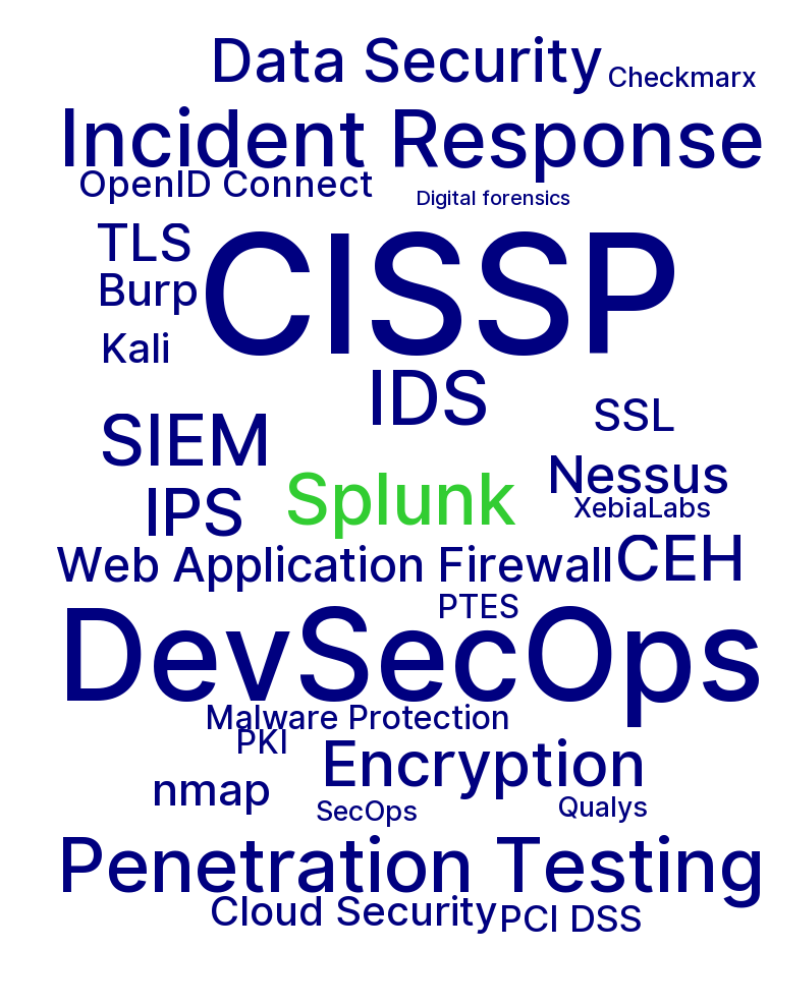 Data Security
Checkmarx
Incident Response
OpenID Connect
Digital forensics
TLS
CISSP
Burp
Kali
IDS
SSL
SIEM
Nessus
Splunk
IPS
XebiaLabs
Web Application Firewall
CEH
PTES
DevSecOps
Malware Protection
PKI
Encryption
nmap
SecOps
Qualys
Penetration Testing
Cloud Security
PCI DSS